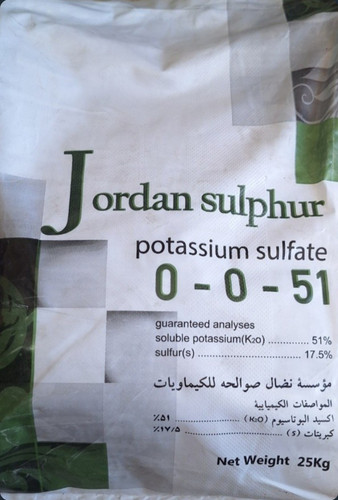 Jordan sulphur
potassium sulfate
0 - 0 - 51
guaranteed analyses
soluble potassium(K₂o) .............. 51%
sulfur(s) ........................................ 17.5%
مؤسسة نضال صوالحه للكيماويات
المواصفات الكيميايية
اكسيد البوتاسيوم (K₂O) ..................... ٥١٪
كبريتات (s) ................................ ١٧/٥٪
Net Weight 25Kg